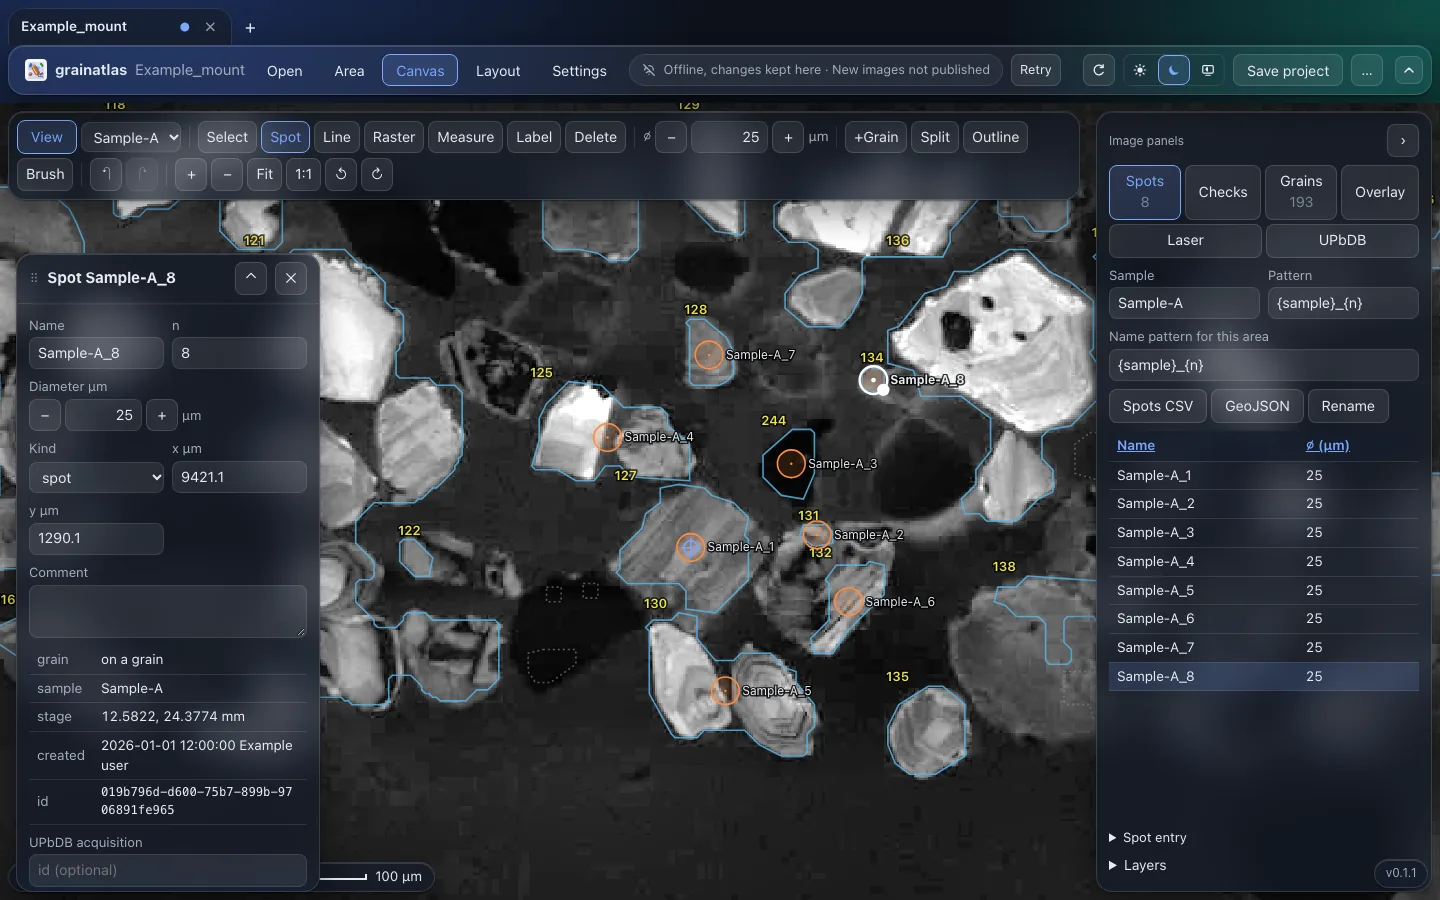 Example_mount
grainatlas Example_mount Open Area Canvas Layout Settings Offline, changes kept here · New images not published Retry Save project ...
118
129
View Sample-A Select Spot Line Raster Measure Label Delete ø − 25 + μm +Grain Split Outline
Brush + − Fit 1:1
Image panels
Spots 8
Checks
Grains 193
Overlay
Laser
UPbDB
Sample
Pattern
Sample-A
{sample}_{n}
Name pattern for this area
{sample}_{n}
Spots CSV GeoJSON Rename
Name ø (μm)
Sample-A_1 25
Sample-A_2 25
Sample-A_3 25
Sample-A_4 25
Sample-A_5 25
Sample-A_6 25
Sample-A_7 25
Sample-A_8 25
Spot entry
Layers
v0.1.1
Spot Sample-A_8
Name n
Sample-A_8 8
Diameter μm
− 25 + μm
Kind x μm
spot 9421.1
y μm
1290.1
Comment
grain on a grain
sample Sample-A
stage 12.5822, 24.3774 mm
created 2026-01-01 12:00:00 Example
user
id 019b796d-d600-75b7-899b-97
06891fe965
UPbDB acquisition
id (optional)
100 μm
121
136
128
Sample-A_7
134
Sample-A_8
125
244
Sample-A_4
Sample-A_3
127
131
122
Sample-A_2
Sample-A_1
132
138
130
Sample-A_6
16
135
Sample-A_5